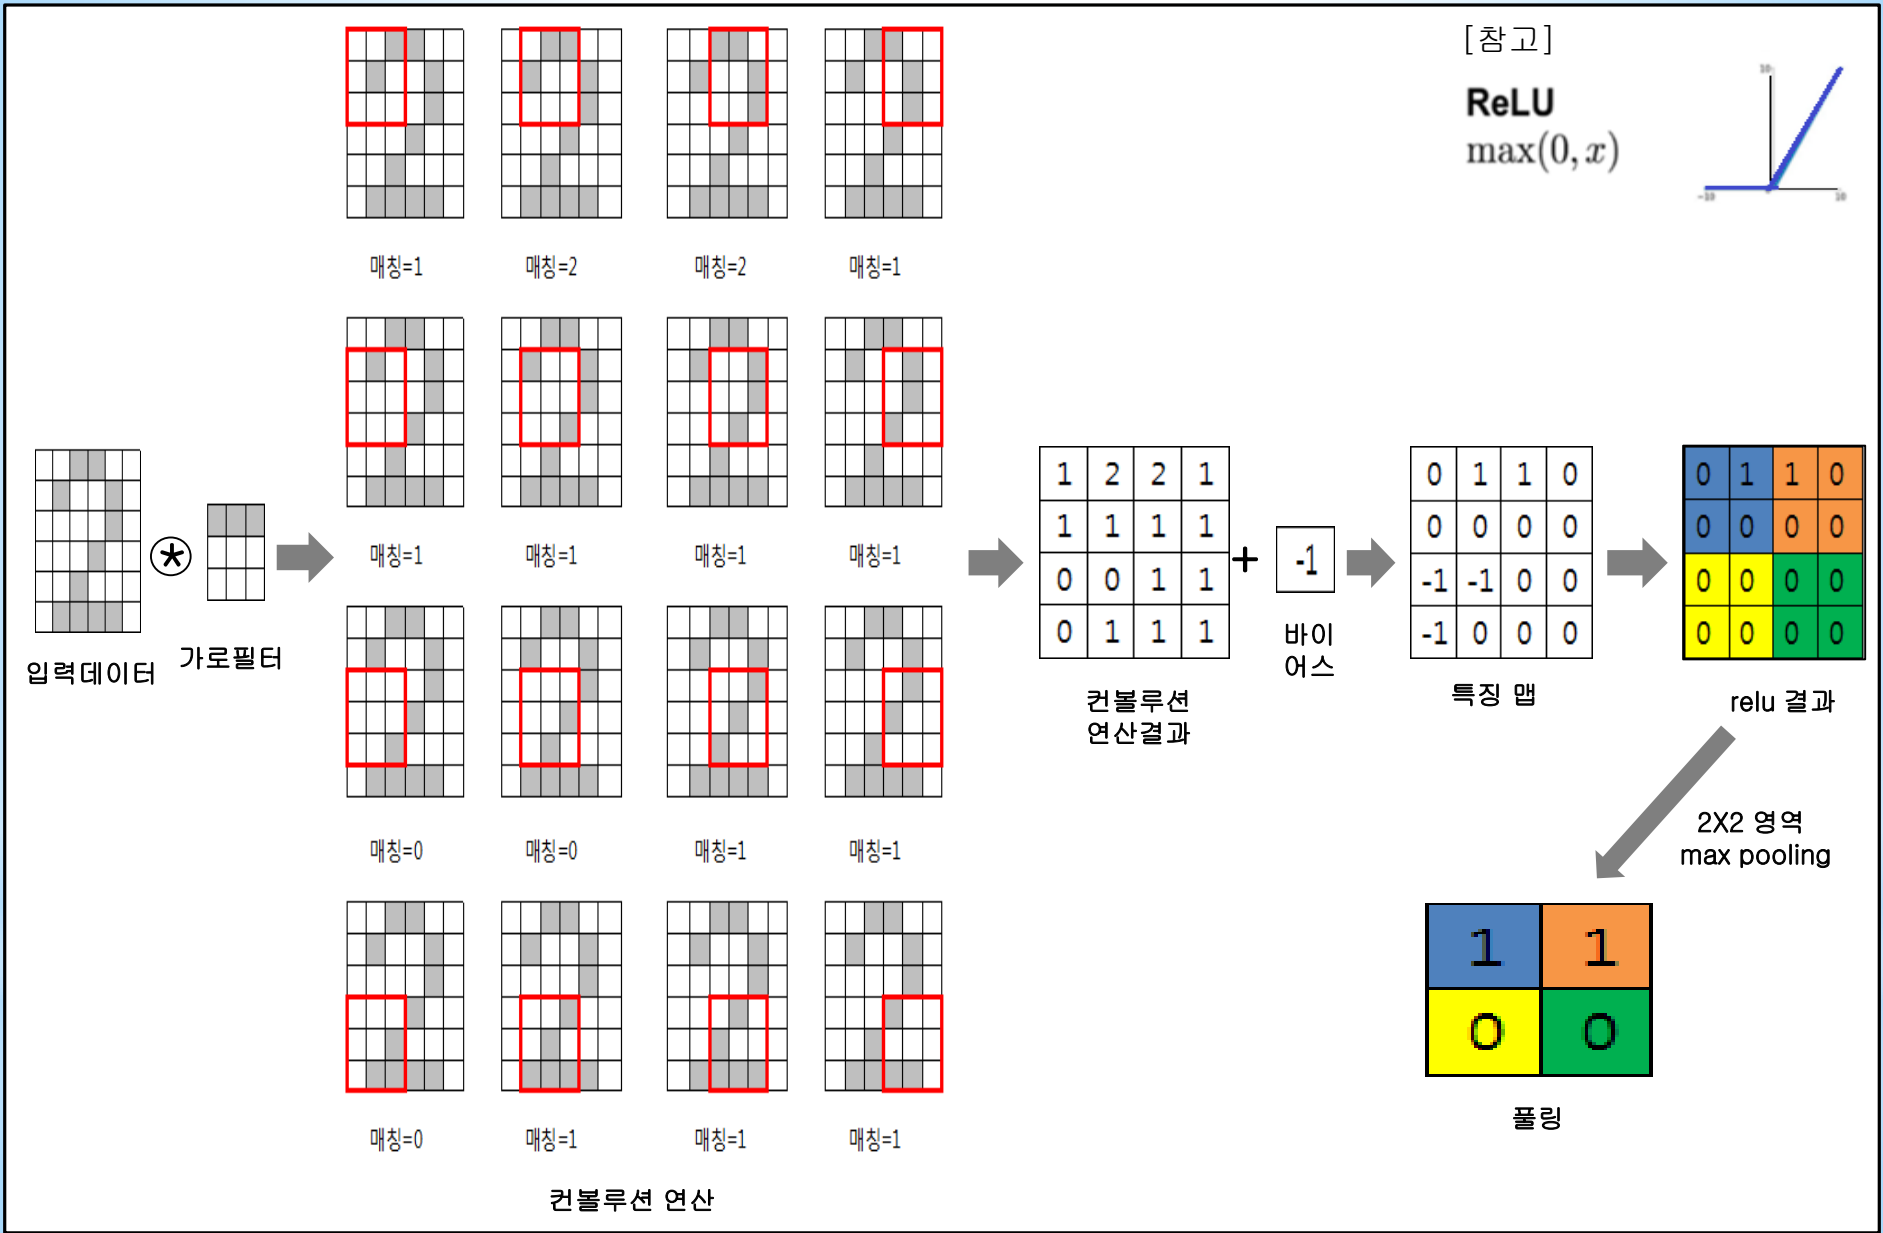 [참고]
ReLU
max(0, x)
10
-10
10
매칭=1
매칭=2
매칭=2
매칭=1
매칭=1
매칭=1
매칭=1
매칭=1
매칭=0
매칭=0
매칭=1
매칭=1
매칭=0
매칭=1
매칭=1
매칭=1
컨볼루션 연산
입력데이터
가로필터
1 2 2 1
1 1 1 1
0 0 1 1
0 1 1 1
컨볼루션
연산결과
+
-1
바이
어스
0 1 1 0
0 0 0 0
-1 -1 0 0
-1 0 0 0
특징 맵
0 1 1 0
0 0 0 0
0 0 0 0
0 0 0 0
relu 결과
2X2 영역
max pooling
1 1
0 0
풀링